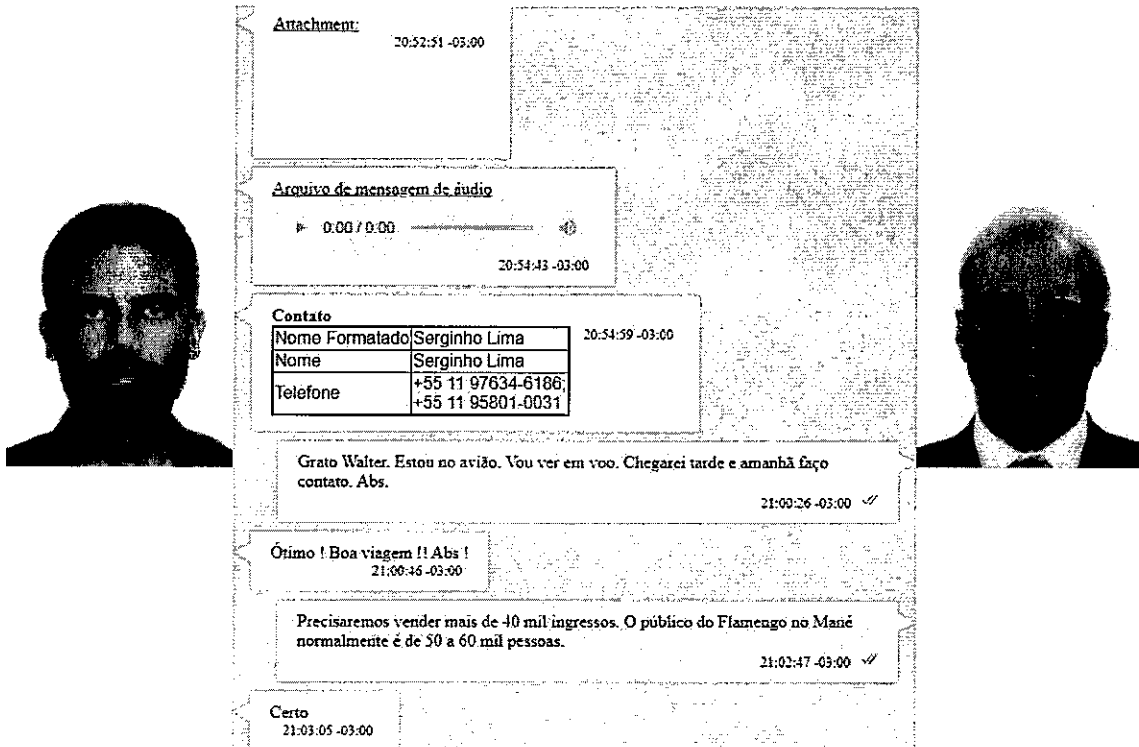 Attachment:
20:52:51 -03:00
Arquivo de mensagem de áudio
0:00 / 0:00
20:54:43 -03:00
Contato
Nome Formatado Serginho Lima
20:54:59 -03:00
Nome Serginho Lima
Telefone +55 11 97634-6186;
+55 11 95801-0031
Grato Walter. Estou no avião. Vou ver em voo. Chegarei tarde e amanhã faço
contato. Abs.
21:00:26 -03:00
Ótimo ! Boa viagem !! Abs !
21:00:46 -03:00
Precisaremos vender mais de 40 mil ingressos. O público do Flamengo no Mané
normalmente é de 50 a 60 mil pessoas.
21:02:47 -03:00
Certo
21:03:05 -03:00